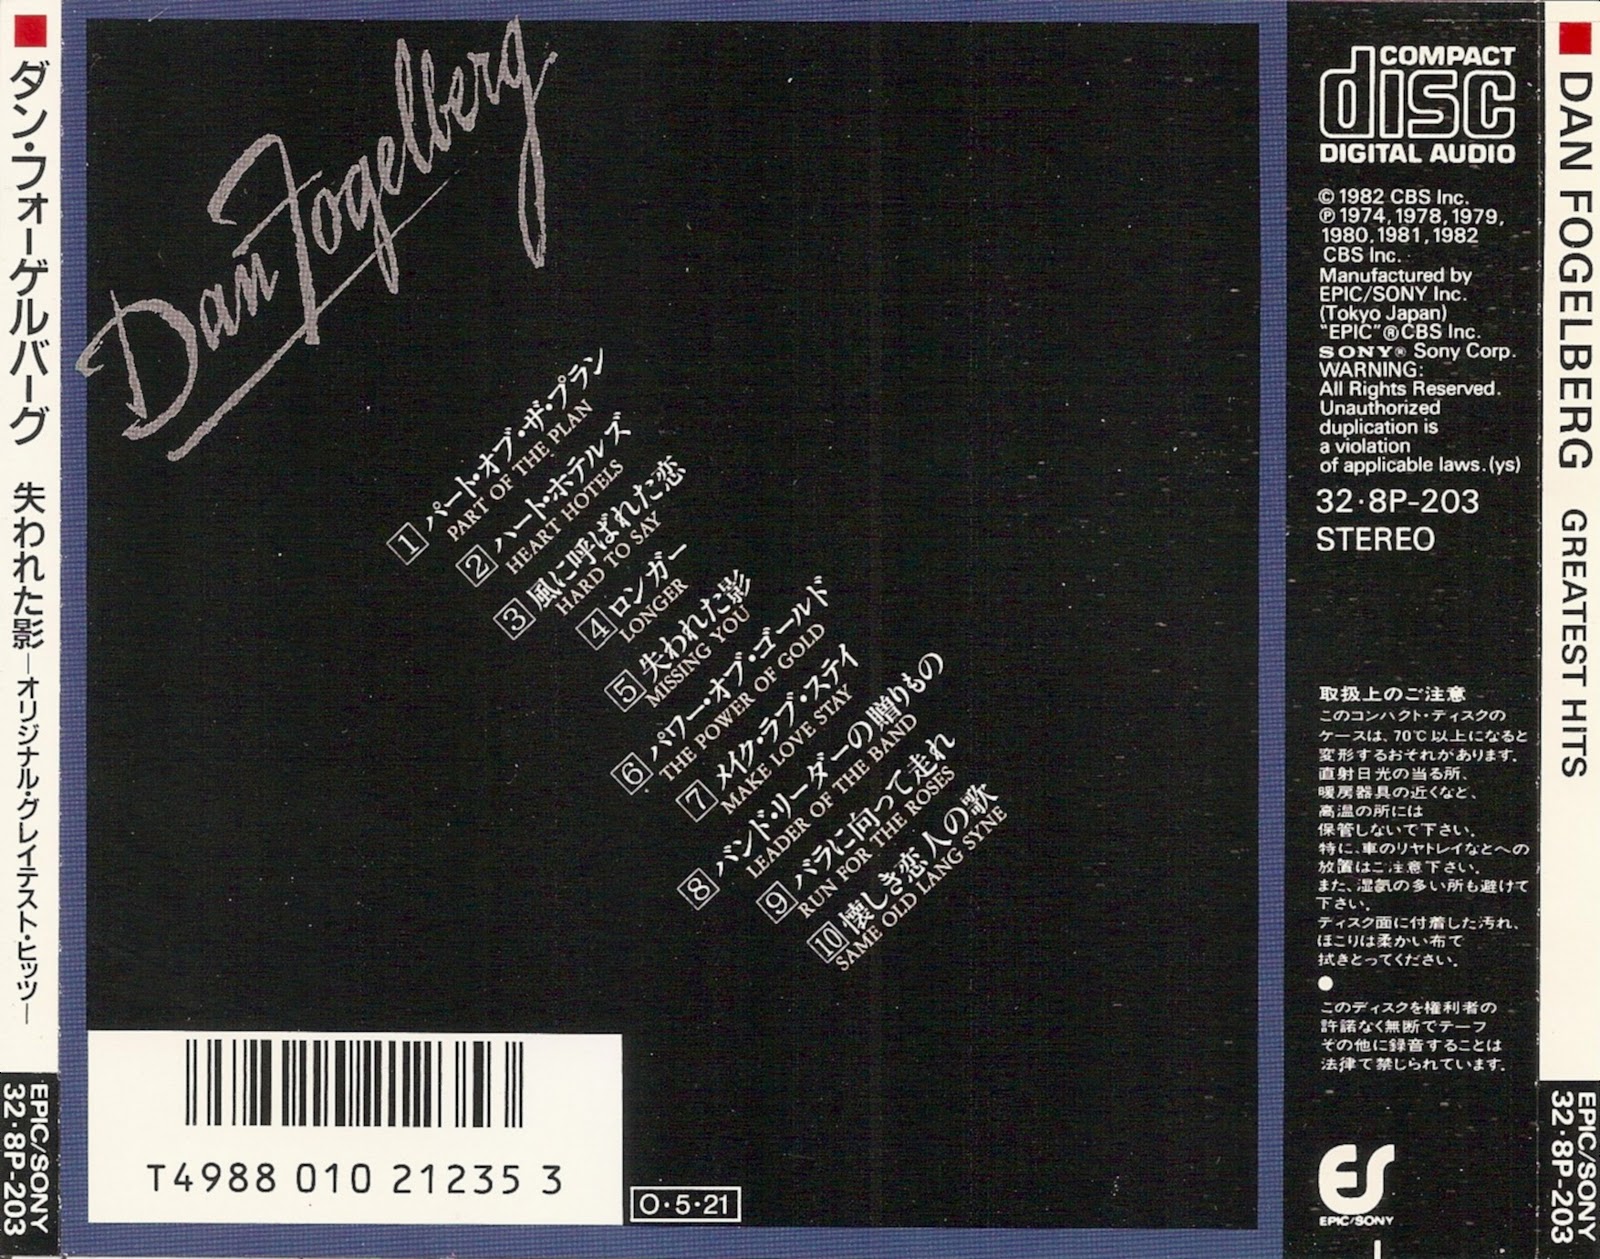 ダン・フォーゲルバーグ 失われた影―オリジナル・グレイテスト・ヒッツ―
EPIC/SONY
32・8P-203
Dan Fogelberg
1 パート・オブ・ザ・プラン
PART OF THE PLAN
2 ハート・ホテルズ
HEART HOTELS
3 風に呼ばれた恋
HARD TO SAY
4 ロンガー
LONGER
5 失われた影
MISSING YOU
6 パワー・オブ・ゴールド
THE POWER OF GOLD
7 メイク・ラブ・ステイ
MAKE LOVE STAY
8 バンド・リーダーの贈りもの
LEADER OF THE BAND
9 バラに向って走れ
RUN FOR THE ROSES
10 懐しき恋人の歌
SAME OLD LANG SYNE
T4988 010 21235 3
O・5・21
COMPACT
disc
DIGITAL AUDIO
© 1982 CBS Inc.
℗ 1974, 1978, 1979,
1980, 1981, 1982
CBS Inc.
Manufactured by
EPIC/SONY Inc.
(Tokyo Japan)
"EPIC" ® CBS Inc.
SONY® Sony Corp.
WARNING:
All Rights Reserved.
Unauthorized
duplication is
a violation
of applicable laws. (ys)
32・8P-203
STEREO
取扱上のご注意
このコンパクト・ディスクの
ケースは、70℃以上になると
変形するおそれがあります。
直射日光の当る所、
暖房器具の近くなど、
高温の所には
保管しないで下さい。
特に、車のリヤトレイなどへの
放置はご注意下さい。
また、湿気の多い所も避けて
下さい。
ディスク面に付着した汚れ、
ほこりは柔かい布で
拭きとってください。
●
このディスクを権利者の
許諾なく無断でテープ
その他に録音することは
法律で禁じられています。
ES
EPIC/SONY
DAN FOGELBERG GREATEST HITS
EPIC/SONY
32・8P-203